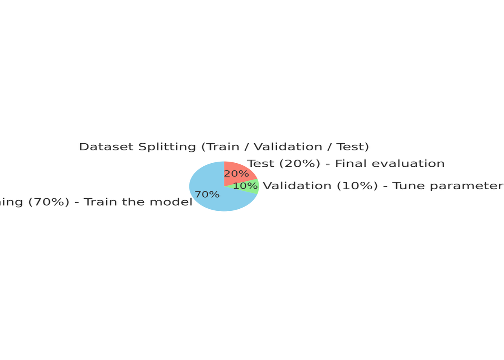 Dataset Splitting (Train / Validation / Test)
Test (20%) - Final evaluation
20%
10%
Validation (10%) - Tune parameter
70%
ning (70%) - Train the model